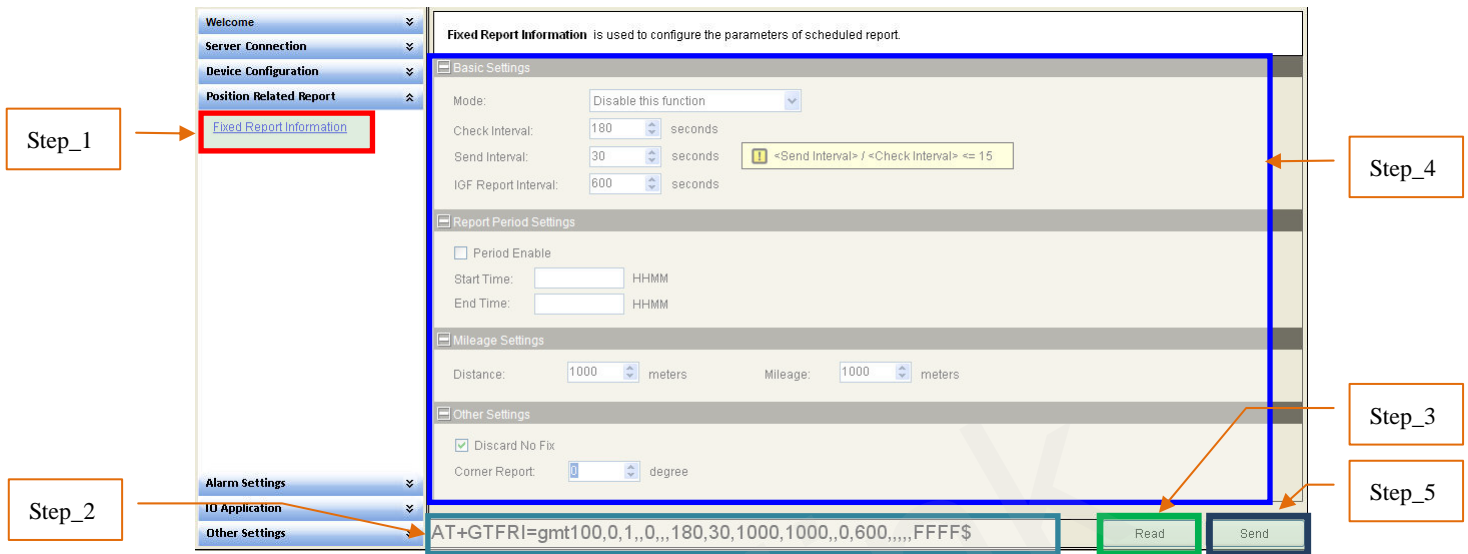 Welcome
Server Connection
Device Configuration
Position Related Report
Fixed Report Information
Alarm Settings
IO Application
Other Settings
Fixed Report Information is used to configure the parameters of scheduled report.
Basic Settings
Mode: Disable this function
Check Interval: 180 seconds
Send Interval: 30 seconds <Send Interval> / <Check Interval> <= 15
IGF Report Interval: 600 seconds
Report Period Settings
Period Enable
Start Time: HHMM
End Time: HHMM
Mileage Settings
Distance: 1000 meters Mileage: 1000 meters
Other Settings
Discard No Fix
Corner Report: 0 degree
AT+GTFRI=gmt100,0,1,,0,,,180,30,1000,1000,,0,600,,,,,FFFF$
Read Send
Step_1
Step_2
Step_4
Step_3
Step_5